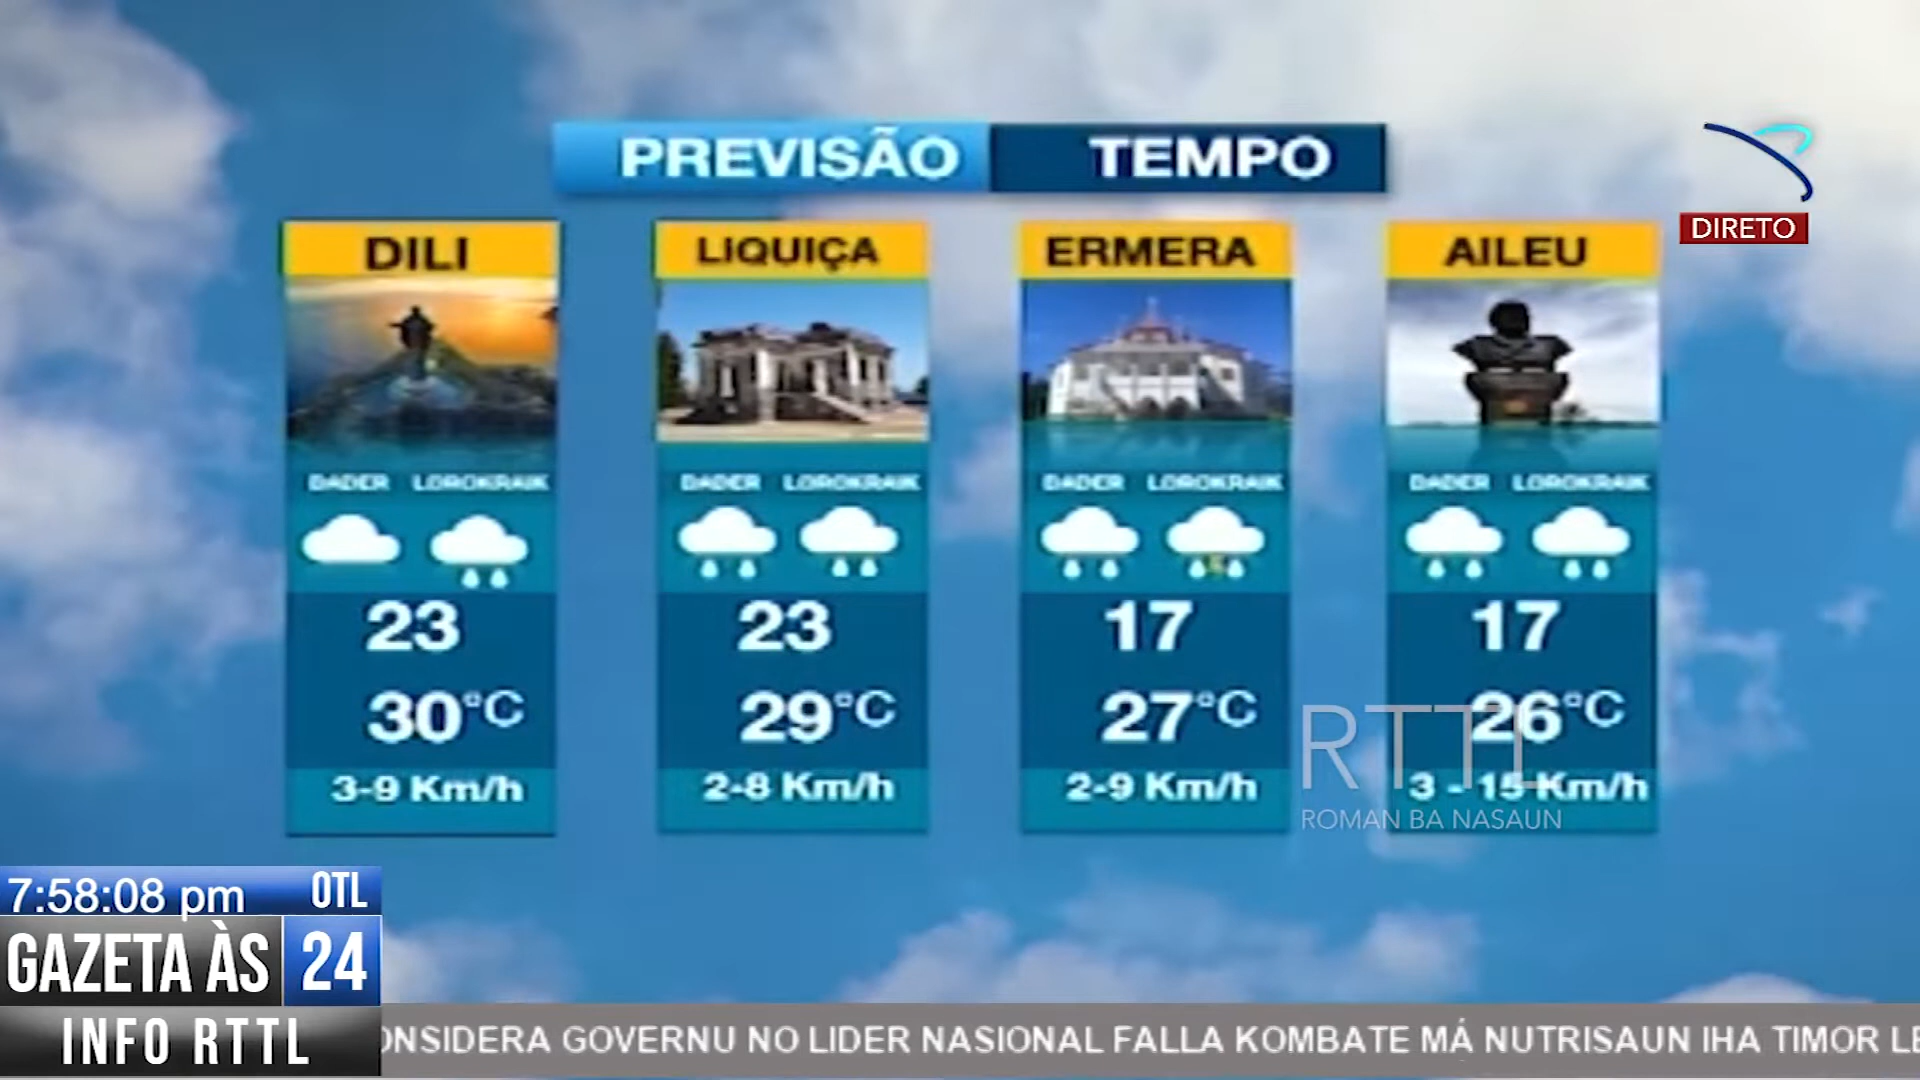 PREVISÃO TEMPO
DIRETO
DILI
DADER LOROKRAIK
23
30°C
3-9 Km/h
LIQUIÇA
DADER LOROKRAIK
23
29°C
2-8 Km/h
ERMERA
DADER LOROKRAIK
17
27°C
2-9 Km/h
AILEU
DADER LOROKRAIK
17
26°C
3 - 15 Km/h
RTTL
ROMAN BA NASAUN
7:58:08 pm OTL
GAZETA ÀS 24
INFO RTTL
ONSIDERA GOVERNU NO LIDER NASIONAL FALLA KOMBATE MÁ NUTRISAUN IHA TIMOR LE